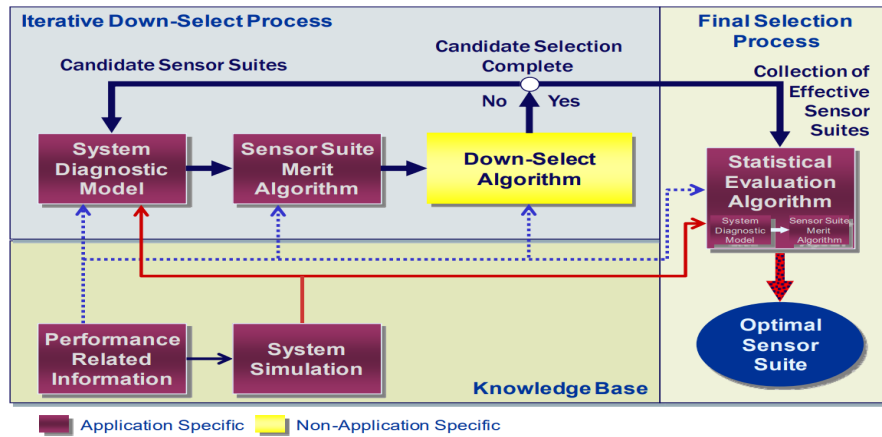 Iterative Down-Select Process
Candidate Sensor Suites
Candidate Selection
Complete
No
Yes
System
Diagnostic
Model
Sensor Suite
Merit
Algorithm
Down-Select
Algorithm
Final Selection
Process
Collection of
Effective
Sensor
Suites
Statistical
Evaluation
Algorithm
System
Diagnostic
Model
Sensor Suite
Merit
Algorithm
Optimal
Sensor
Suite
Performance
Related
Information
System
Simulation
Knowledge Base
Application Specific
Non-Application Specific